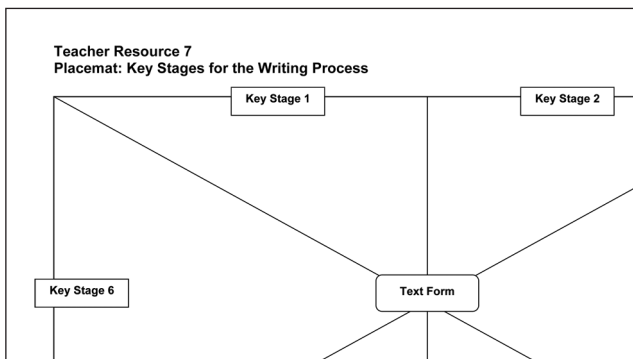 Teacher Resource 7
Placemat: Key Stages for the Writing Process
Key Stage 1
Key Stage 2
Key Stage 6
Text Form